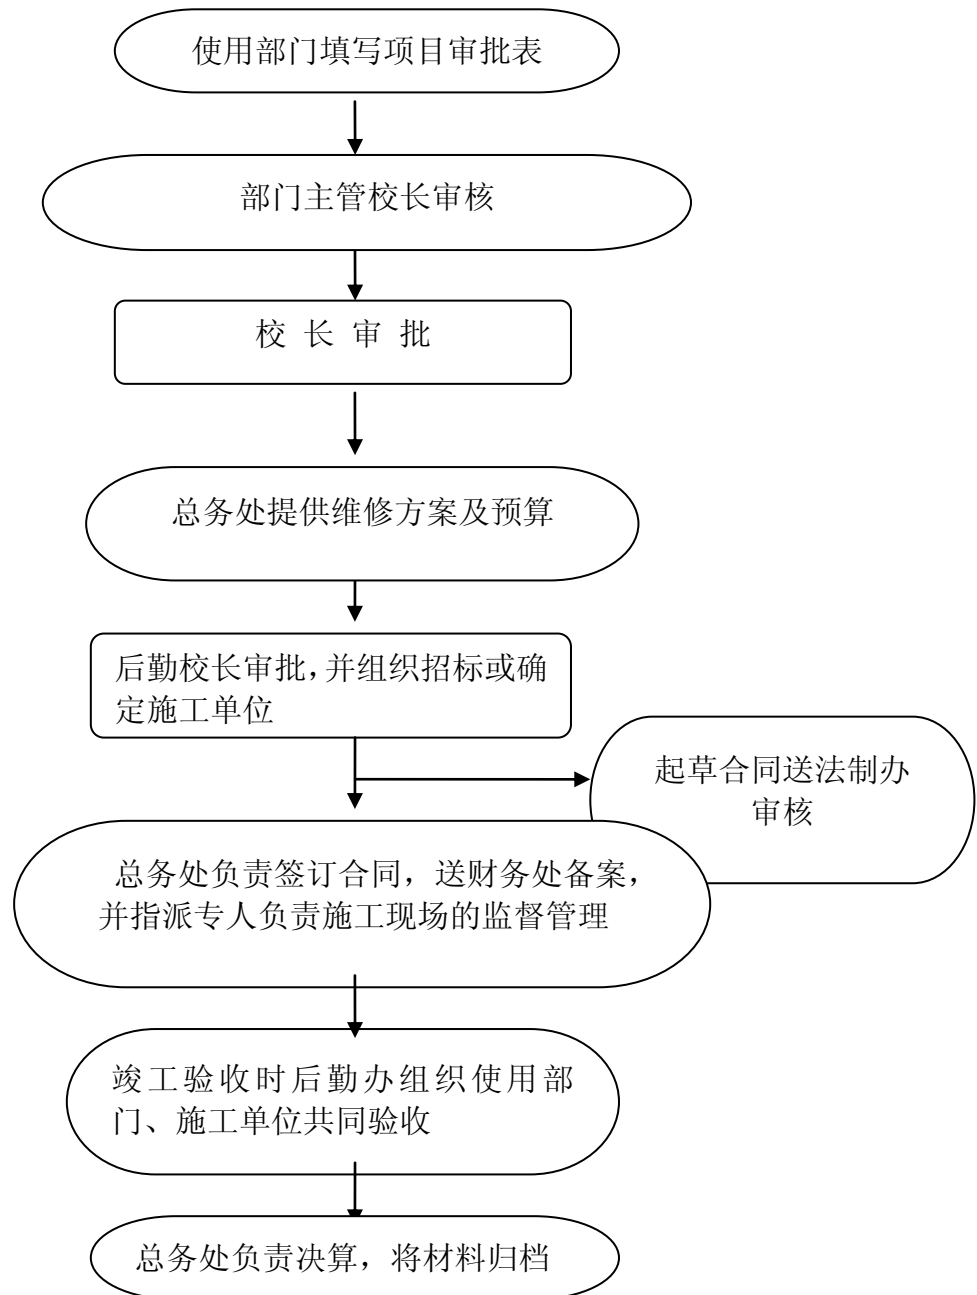 使用部门填写项目审批表
部门主管校长审核
校 长 审 批
总务处提供维修方案及预算
后勤校长审批，并组织招标或确
定施工单位
起草合同送法制办
审核
总务处负责签订合同，送财务处备案，
并指派专人负责施工现场的监督管理
竣工验收时后勤办组织使用部
门、施工单位共同验收
总务处负责决算，将材料归档